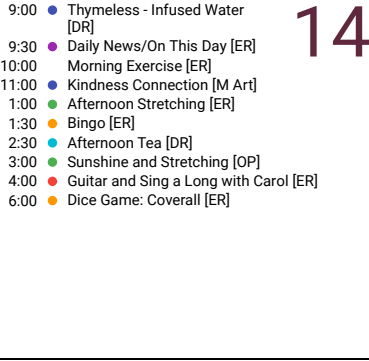 14
9:00 Thymeless - Infused Water
[DR]
9:30 Daily News/On This Day [ER]
10:00 Morning Exercise [ER]
11:00 Kindness Connection [M Art]
1:00 Afternoon Stretching [ER]
1:30 Bingo [ER]
2:30 Afternoon Tea [DR]
3:00 Sunshine and Stretching [OP]
4:00 Guitar and Sing a Long with Carol [ER]
6:00 Dice Game: Coverall [ER]